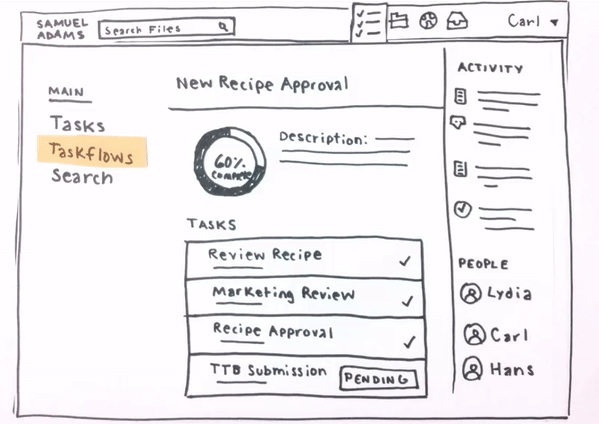 SAMUEL
ADAMS
Search Files
Carl
MAIN
Tasks
Taskflows
Search
New Recipe Approval
60%
COMPLETE
Description:
TASKS
Review Recipe
Marketing Review
Recipe Approval
TTB Submission
PENDING
ACTIVITY
PEOPLE
Lydia
Carl
Hans